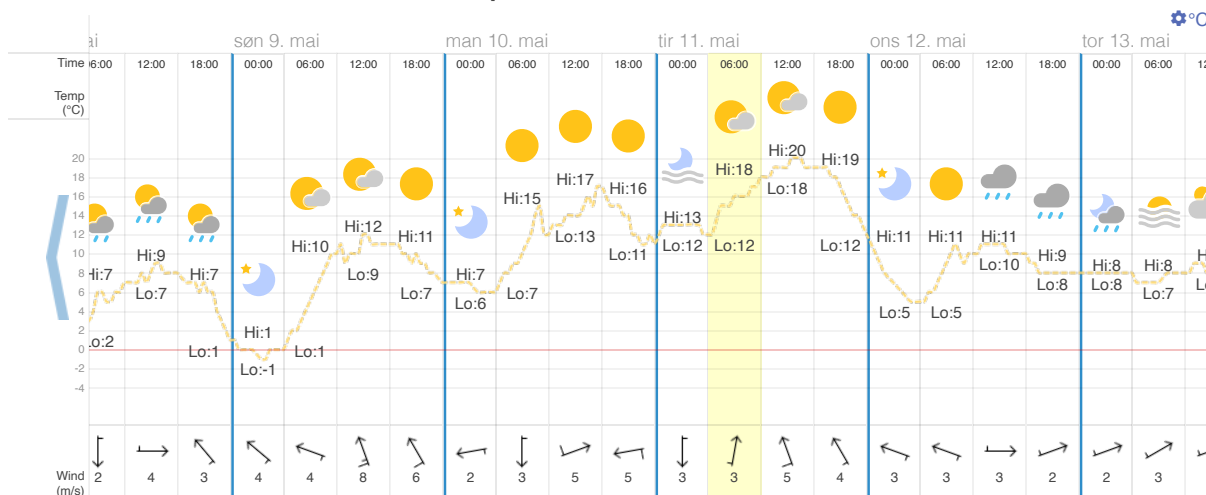 °C
ai søn 9. mai man 10. mai tir 11. mai ons 12. mai tor 13. mai
Time 06:00 12:00 18:00 00:00 06:00 12:00 18:00 00:00 06:00 12:00 18:00 00:00 06:00 12:00 18:00 00:00 06:00 12:00 18:00 00:00 06:00 12
Temp
(°C)
20
18
16
14
12
10
8
6
4
2
0
-2
-4
Hi:7 Hi:9 Hi:7 Hi:1 Hi:10 Hi:12 Hi:11 Hi:7 Hi:15 Hi:17 Hi:16 Hi:13 Hi:18 Hi:20 Hi:19 Hi:11 Hi:11 Hi:11 Hi:9 Hi:8 Hi:8
Lo:2 Lo:7 Lo:1 Lo:-1 Lo:1 Lo:9 Lo:7 Lo:6 Lo:7 Lo:13 Lo:11 Lo:12 Lo:12 Lo:18 Lo:12 Lo:5 Lo:5 Lo:10 Lo:8 Lo:8 Lo:7
Wind 2 4 3 4 4 8 6 2 3 5 5 3 3 5 4 3 3 3 2 2 3
(m/s)